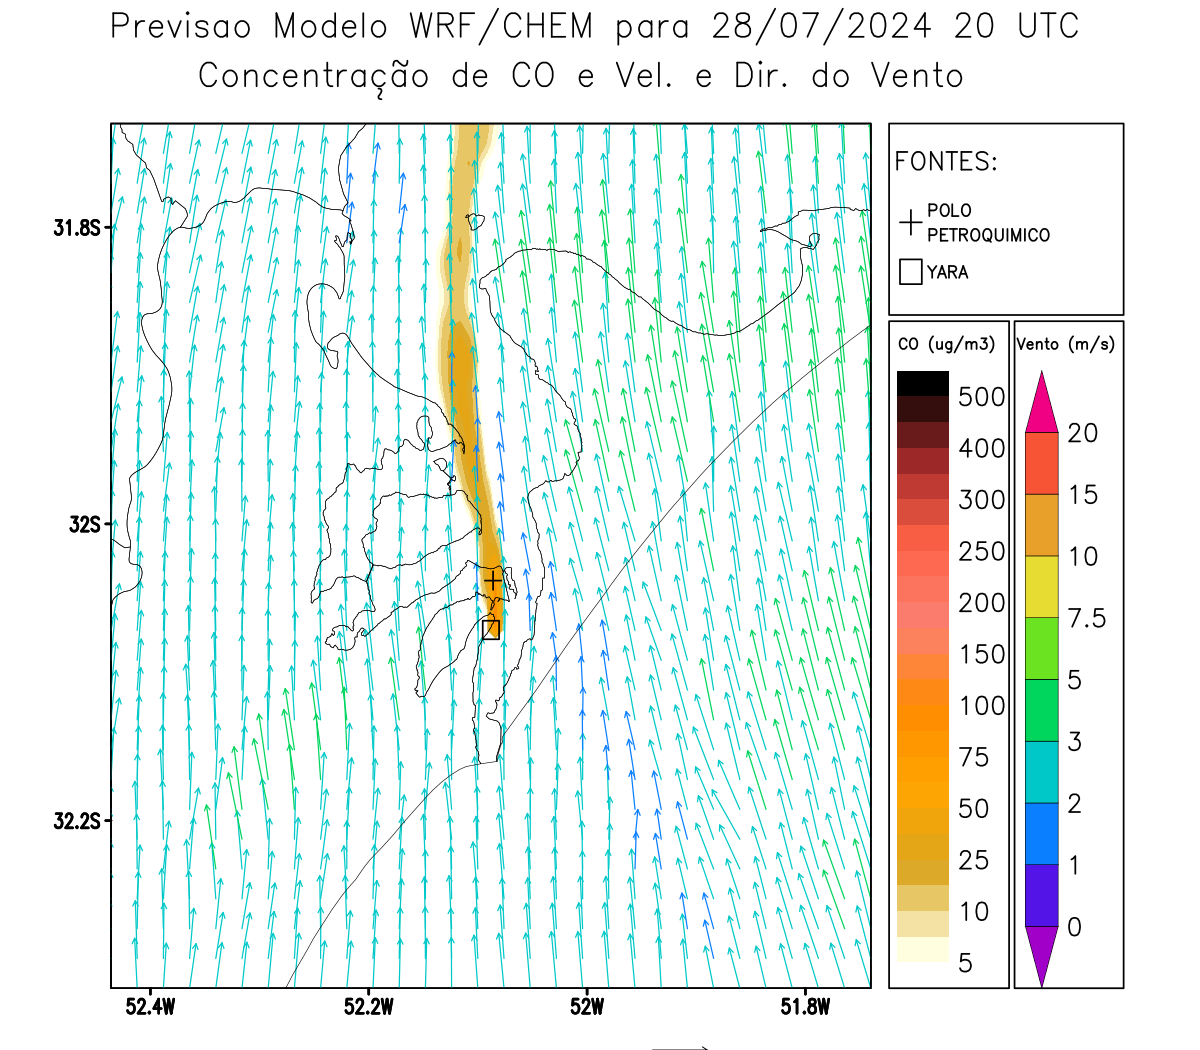 Previsao Modelo WRF/CHEM para 28/07/2024 20 UTC
Concentração de CO e Vel. e Dir. do Vento
FONTES:
POLO
PETROQUIMICO
YARA
CO (ug/m3)
500
400
300
250
200
150
100
75
50
25
10
5
Vento (m/s)
20
15
10
7.5
5
3
2
1
0
31.8S
32S
32.2S
52.4W
52.2W
52W
51.8W